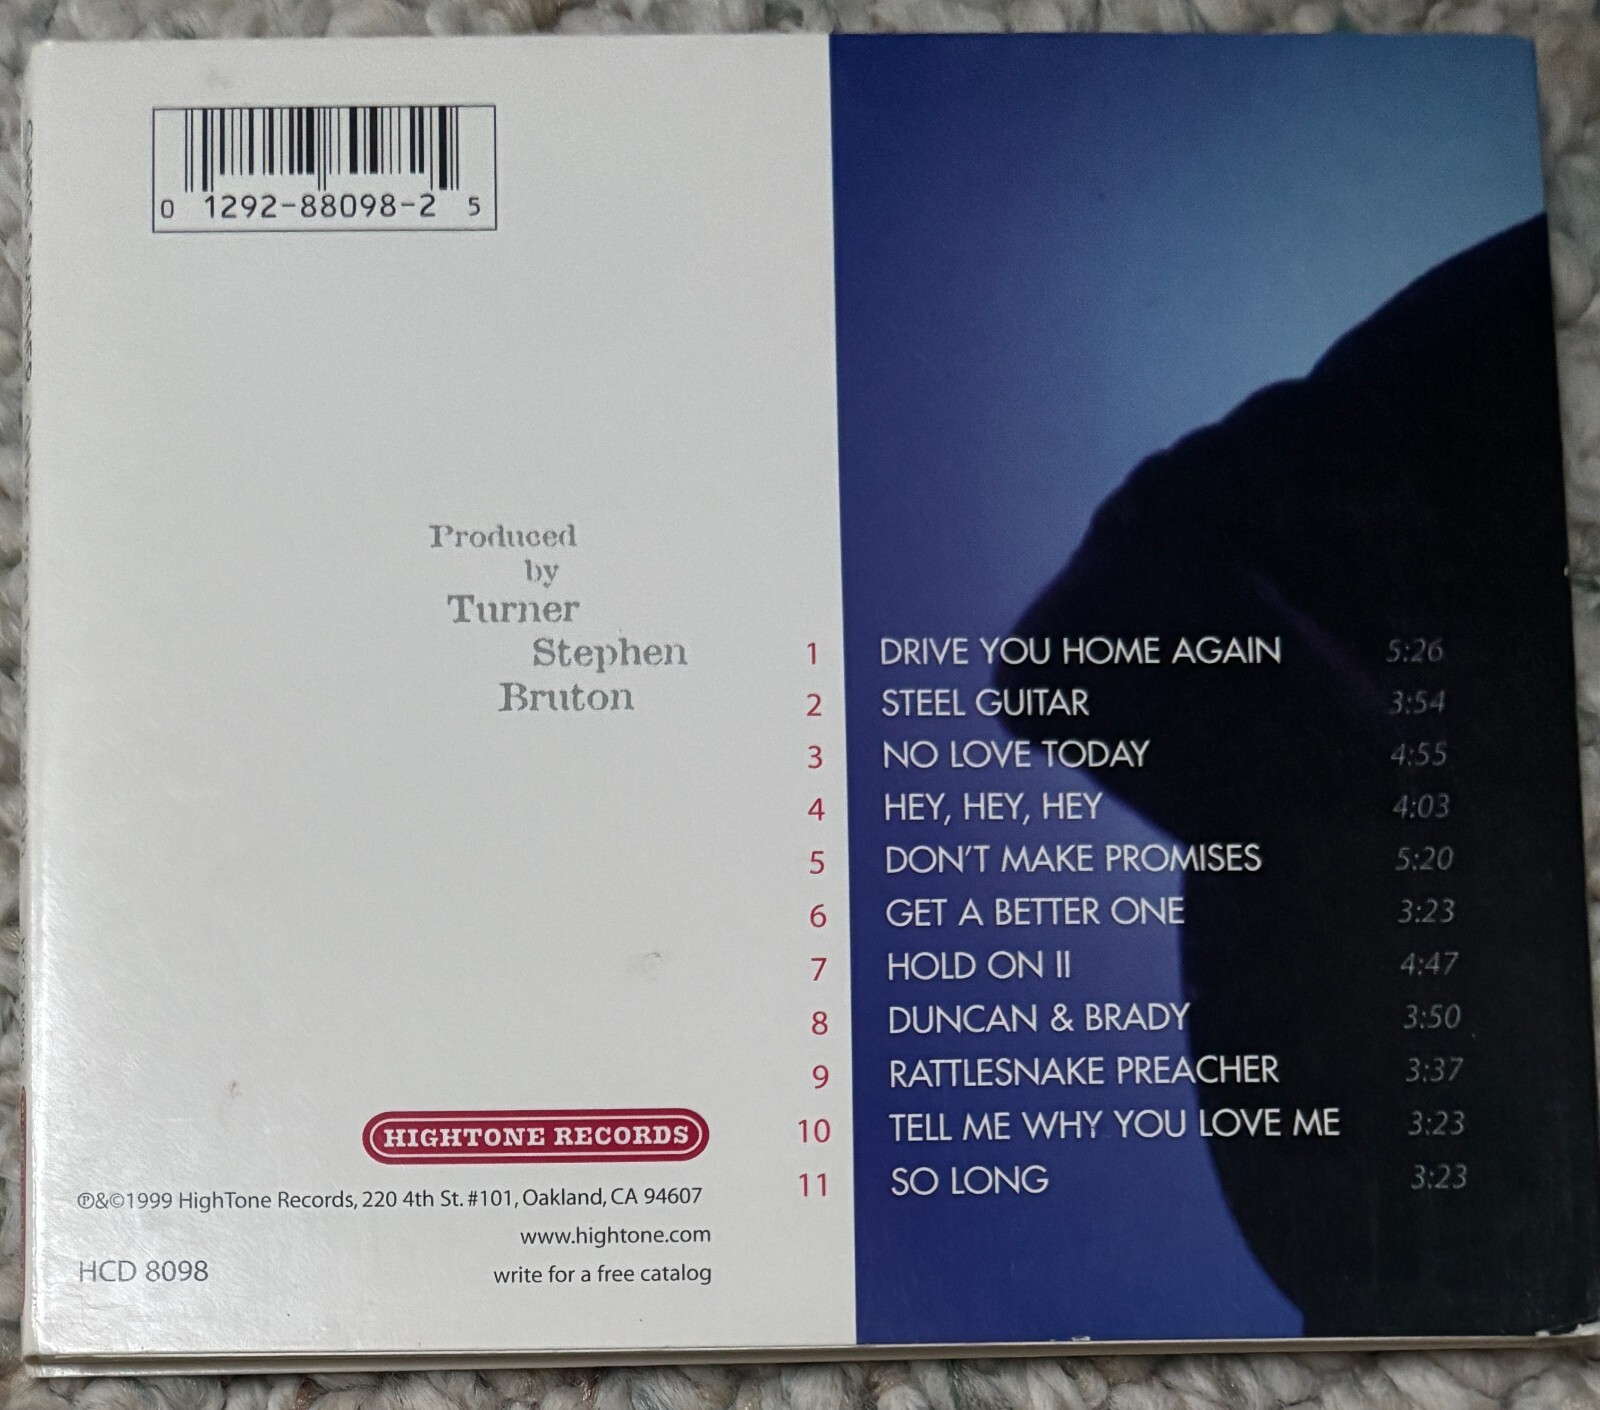 0 1292-88098-2 5
Produced
by
Turner
Stephen
Bruton
1 DRIVE YOU HOME AGAIN 5:26
2 STEEL GUITAR 3:54
3 NO LOVE TODAY 4:55
4 HEY, HEY, HEY 4:03
5 DON'T MAKE PROMISES 5:20
6 GET A BETTER ONE 3:23
7 HOLD ON II 4:47
8 DUNCAN & BRADY 3:50
9 RATTLESNAKE PREACHER 3:37
10 TELL ME WHY YOU LOVE ME 3:23
11 SO LONG 3:23
HIGHTONE RECORDS
℗&©1999 HighTone Records, 220 4th St. #101, Oakland, CA 94607
www.hightone.com
HCD 8098
write for a free catalog